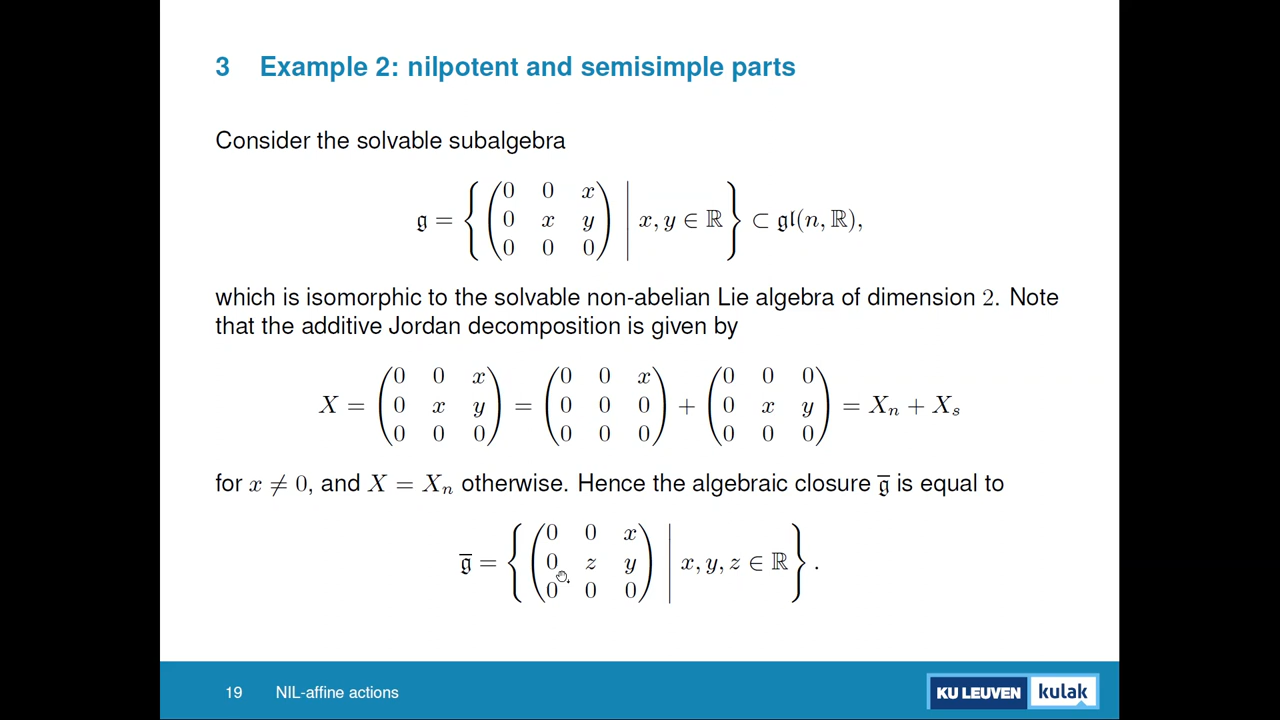 3 Example 2: nilpotent and semisimple parts
Consider the solvable subalgebra
𝔤 = { ( 0 0 x ; 0 x y ; 0 0 0 ) | x, y ∈ ℝ } ⊂ 𝔤𝔩(n, ℝ),
which is isomorphic to the solvable non-abelian Lie algebra of dimension 2. Note
that the additive Jordan decomposition is given by
X = ( 0 0 x ; 0 x y ; 0 0 0 ) = ( 0 0 x ; 0 0 0 ; 0 0 0 ) + ( 0 0 0 ; 0 x y ; 0 0 0 ) = Xₙ + Xₛ
for x ≠ 0, and X = Xₙ otherwise. Hence the algebraic closure 𝔤̅ is equal to
𝔤̅ = { ( 0 0 x ; 0 z y ; 0 0 0 ) | x, y, z ∈ ℝ } .
19 NIL-affine actions
KU LEUVEN kulak